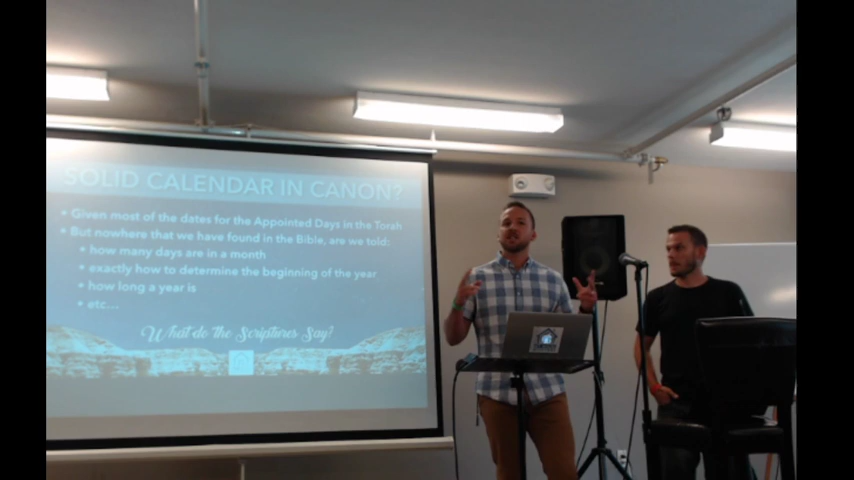 SOLID CALENDAR IN CANON?
• Given most of the dates for the Appointed Days in the Torah
• But nowhere that we have found in the Bible, are we told:
• how many days are in a month
• exactly how to determine the beginning of the year
• how long a year is
• etc...
What do the Scriptures Say?